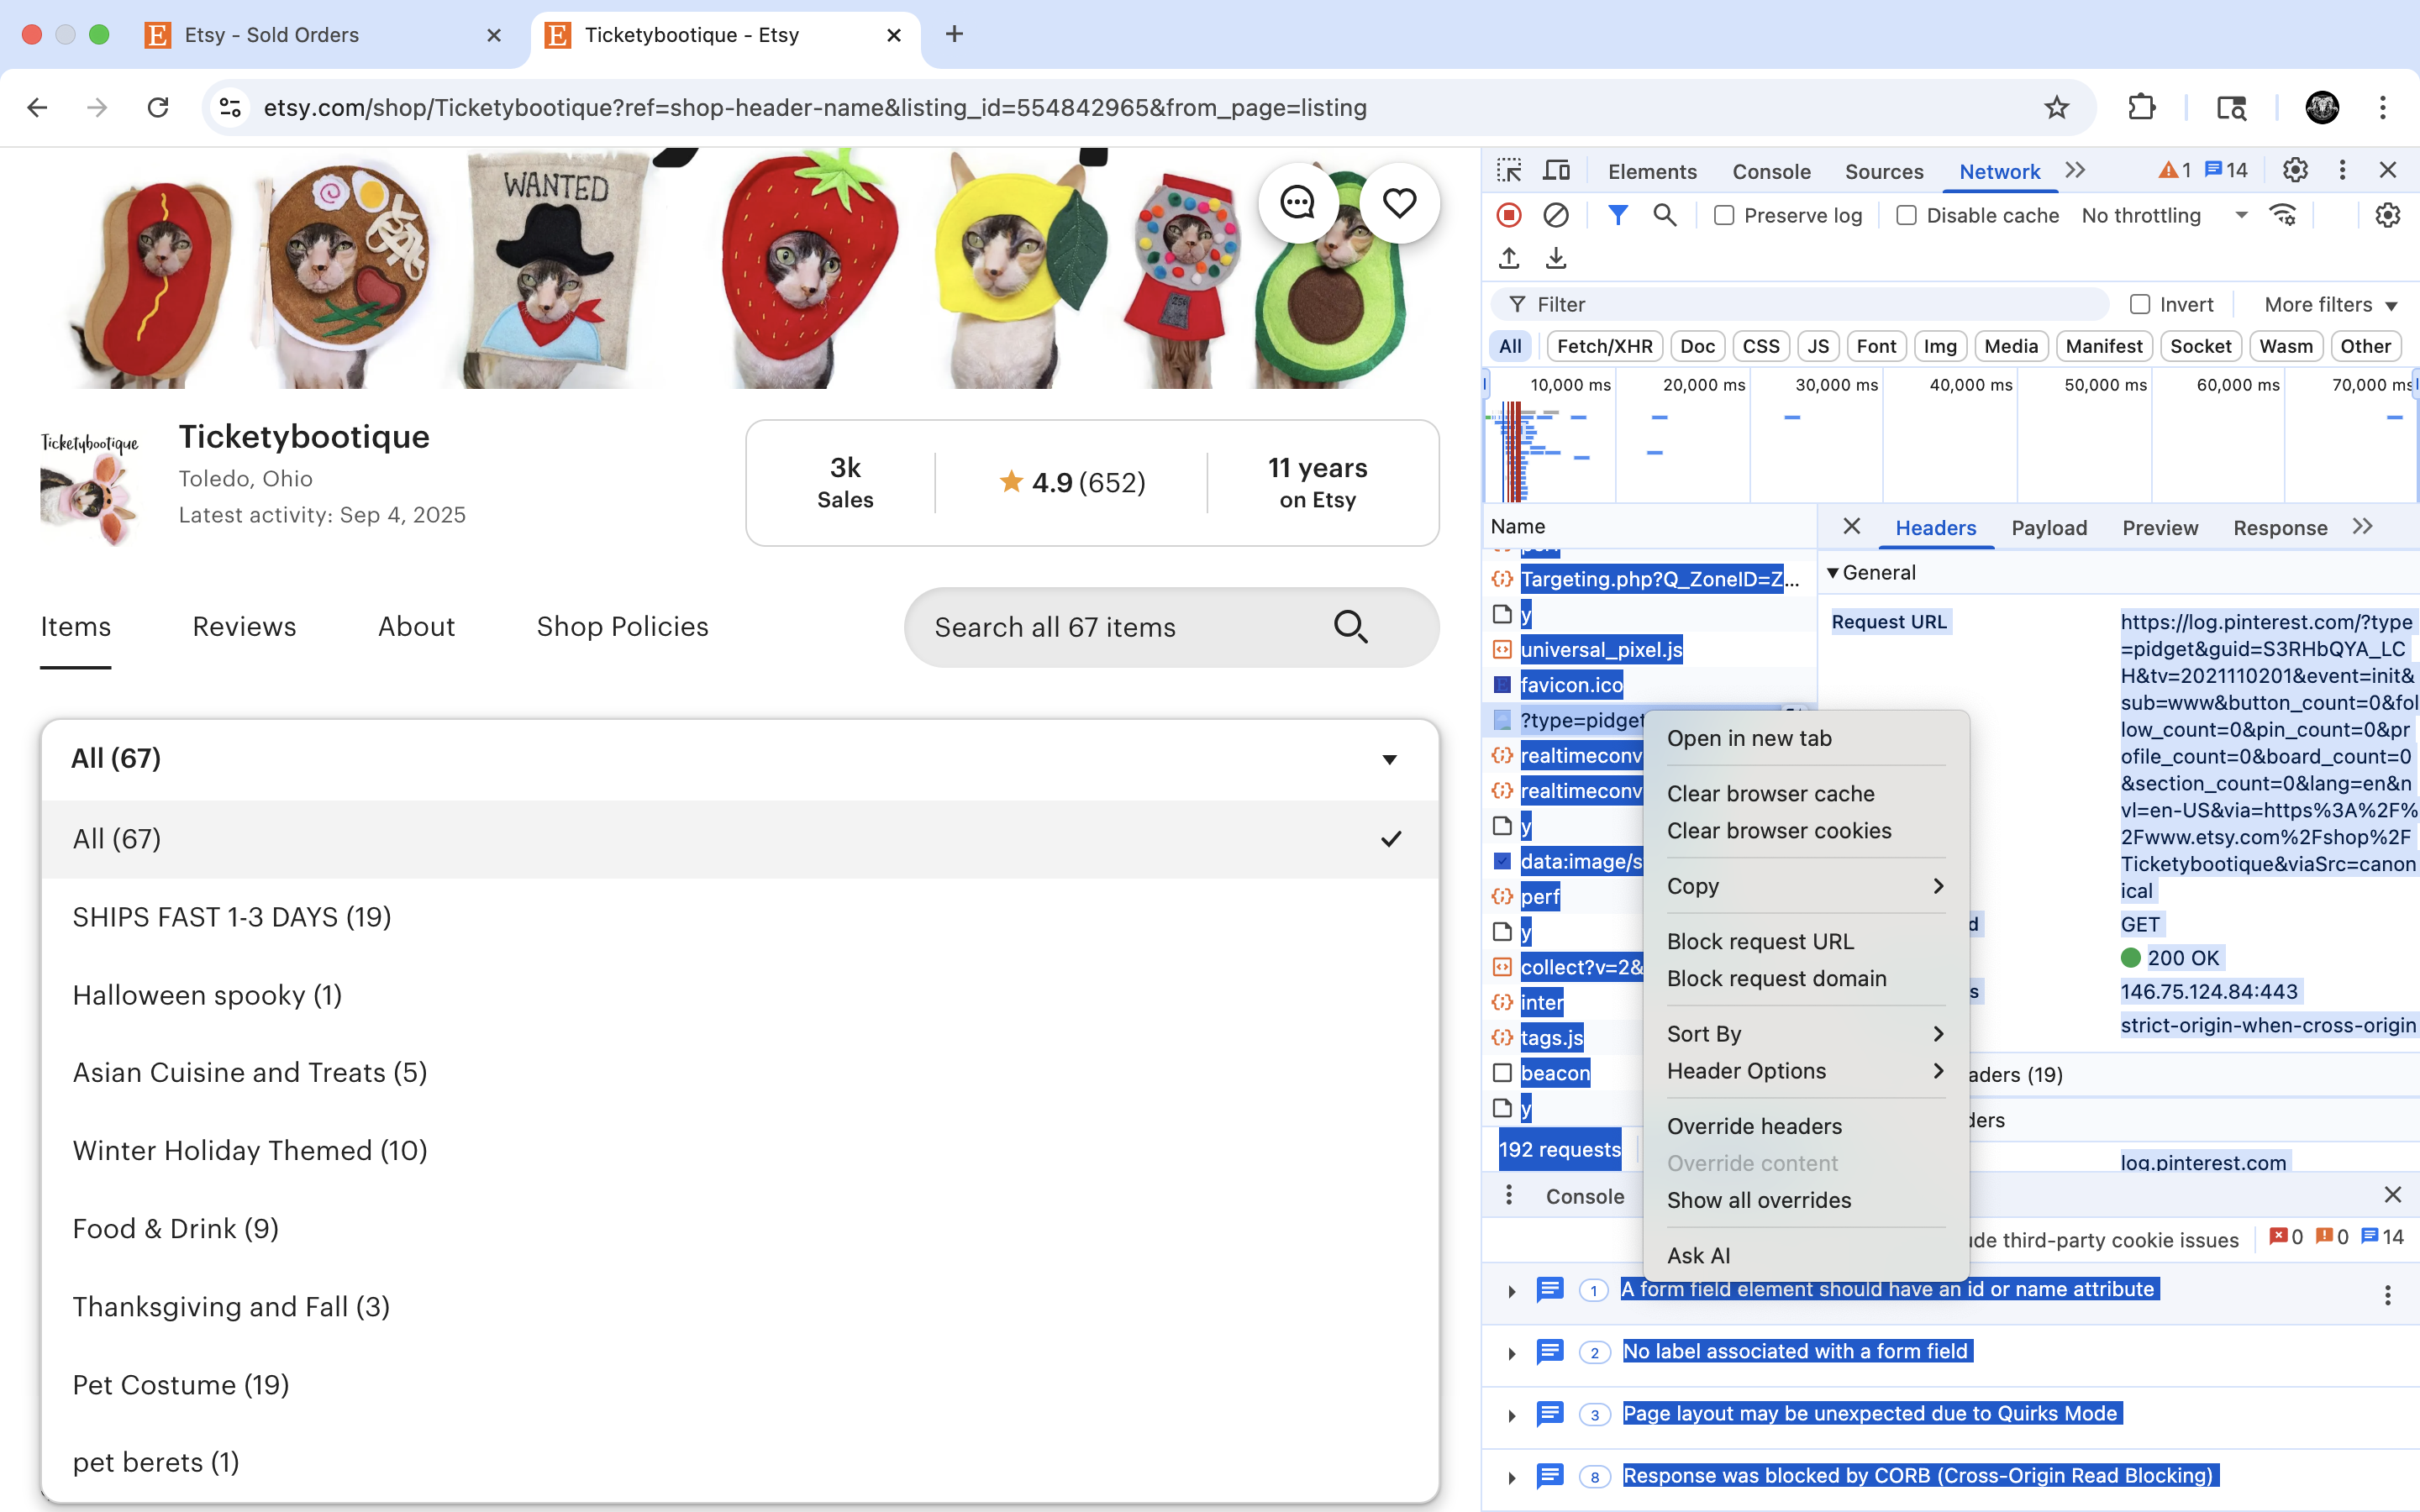 Etsy - Sold Orders
Ticketybootique - Etsy
etsy.com/shop/Ticketybootique?ref=shop-header-name&listing_id=554842965&from_page=listing
WANTED
25¢
Ticketybootique
Ticketybootique
Toledo, Ohio
Latest activity: Sep 4, 2025
3k
Sales
4.9 (652)
11 years
on Etsy
Items
Reviews
About
Shop Policies
Search all 67 items
All (67)
All (67)
SHIPS FAST 1-3 DAYS (19)
Halloween spooky (1)
Asian Cuisine and Treats (5)
Winter Holiday Themed (10)
Food & Drink (9)
Thanksgiving and Fall (3)
Pet Costume (19)
pet berets (1)
Elements
Console
Sources
Network
1
14
Preserve log
Disable cache
No throttling
Filter
Invert
More filters
All
Fetch/XHR
Doc
CSS
JS
Font
Img
Media
Manifest
Socket
Wasm
Other
10,000 ms
20,000 ms
30,000 ms
40,000 ms
50,000 ms
60,000 ms
70,000 ms
Name
Targeting.php?Q_ZoneID=Z...
y
universal_pixel.js
favicon.ico
?type=pidget
realtimeconv
realtimeconv
y
data:image/s
perf
y
collect?v=2&
inter
tags.js
beacon
y
192 requests
Headers
Payload
Preview
Response
General
Request URL
https://log.pinterest.com/?type
=pidget&guid=S3RHbQYA_LC
H&tv=2021110201&event=init&
sub=www&button_count=0&fol
low_count=0&pin_count=0&pr
ofile_count=0&board_count=0
&section_count=0&lang=en&n
vl=en-US&via=https%3A%2F%
2Fwww.etsy.com%2Fshop%2F
Ticketybootique&viaSrc=canon
ical
d
GET
200 OK
s
146.75.124.84:443
strict-origin-when-cross-origin
aders (19)
ders
log.pinterest.com
Open in new tab
Clear browser cache
Clear browser cookies
Copy
Block request URL
Block request domain
Sort By
Header Options
Override headers
Override content
Show all overrides
Ask AI
Console
ude third-party cookie issues
0
0
14
1
A form field element should have an id or name attribute
2
No label associated with a form field
3
Page layout may be unexpected due to Quirks Mode
8
Response was blocked by CORB (Cross-Origin Read Blocking)